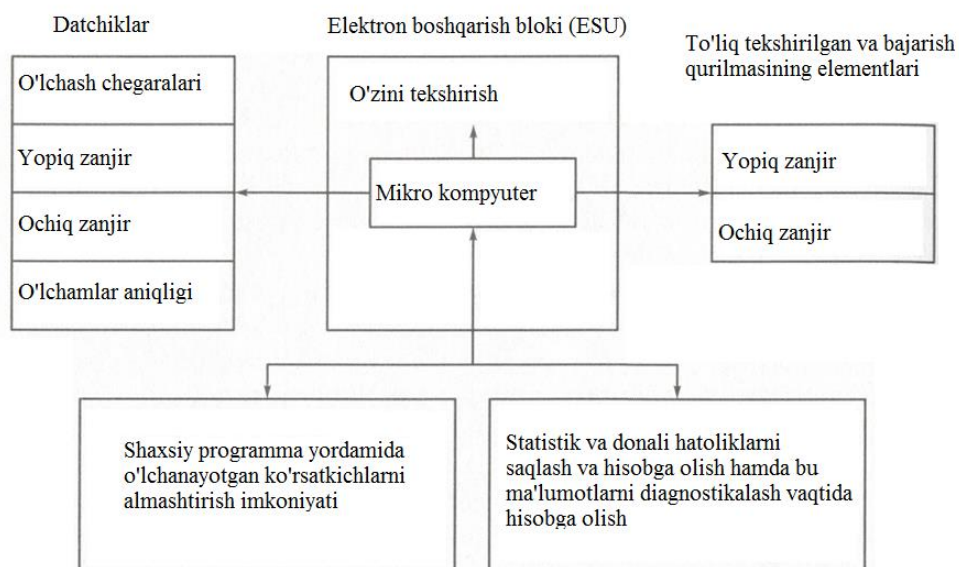 Datchiklar
Elektron boshqarish bloki (ESU)
To'liq tekshirilgan va bajarish
qurilmasining elementlari
O'lchash chegaralari
Yopiq zanjir
Ochiq zanjir
O'lchamlar aniqligi
O'zini tekshirish
Mikro kompyuter
Yopiq zanjir
Ochiq zanjir
Shaxsiy programma yordamida
o'lchanayotgan ko'rsatkichlarni
almashtirish imkoniyati
Statistik va donali hatoliklarni
saqlash va hisobga olish hamda bu
ma'lumotlarni diagnostikalash vaqtida
hisobga olish